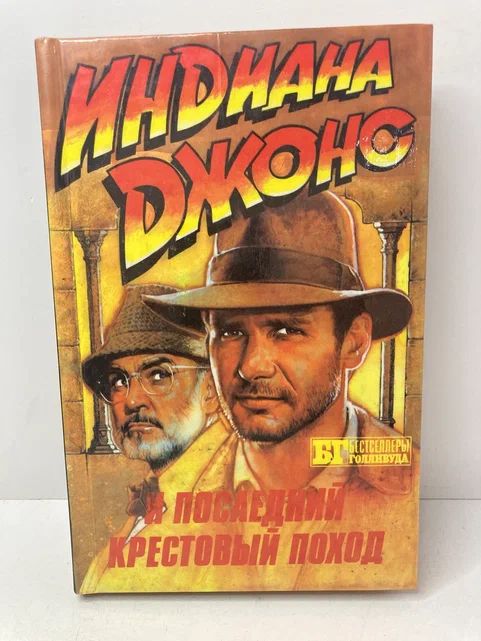 ИНДИАНА
ДЖОНС
БГ БЕСТСЕЛЛЕРЫ
ГОЛЛИВУДА
И ПОСЛЕДНИЙ
КРЕСТОВЫЙ ПОХОД